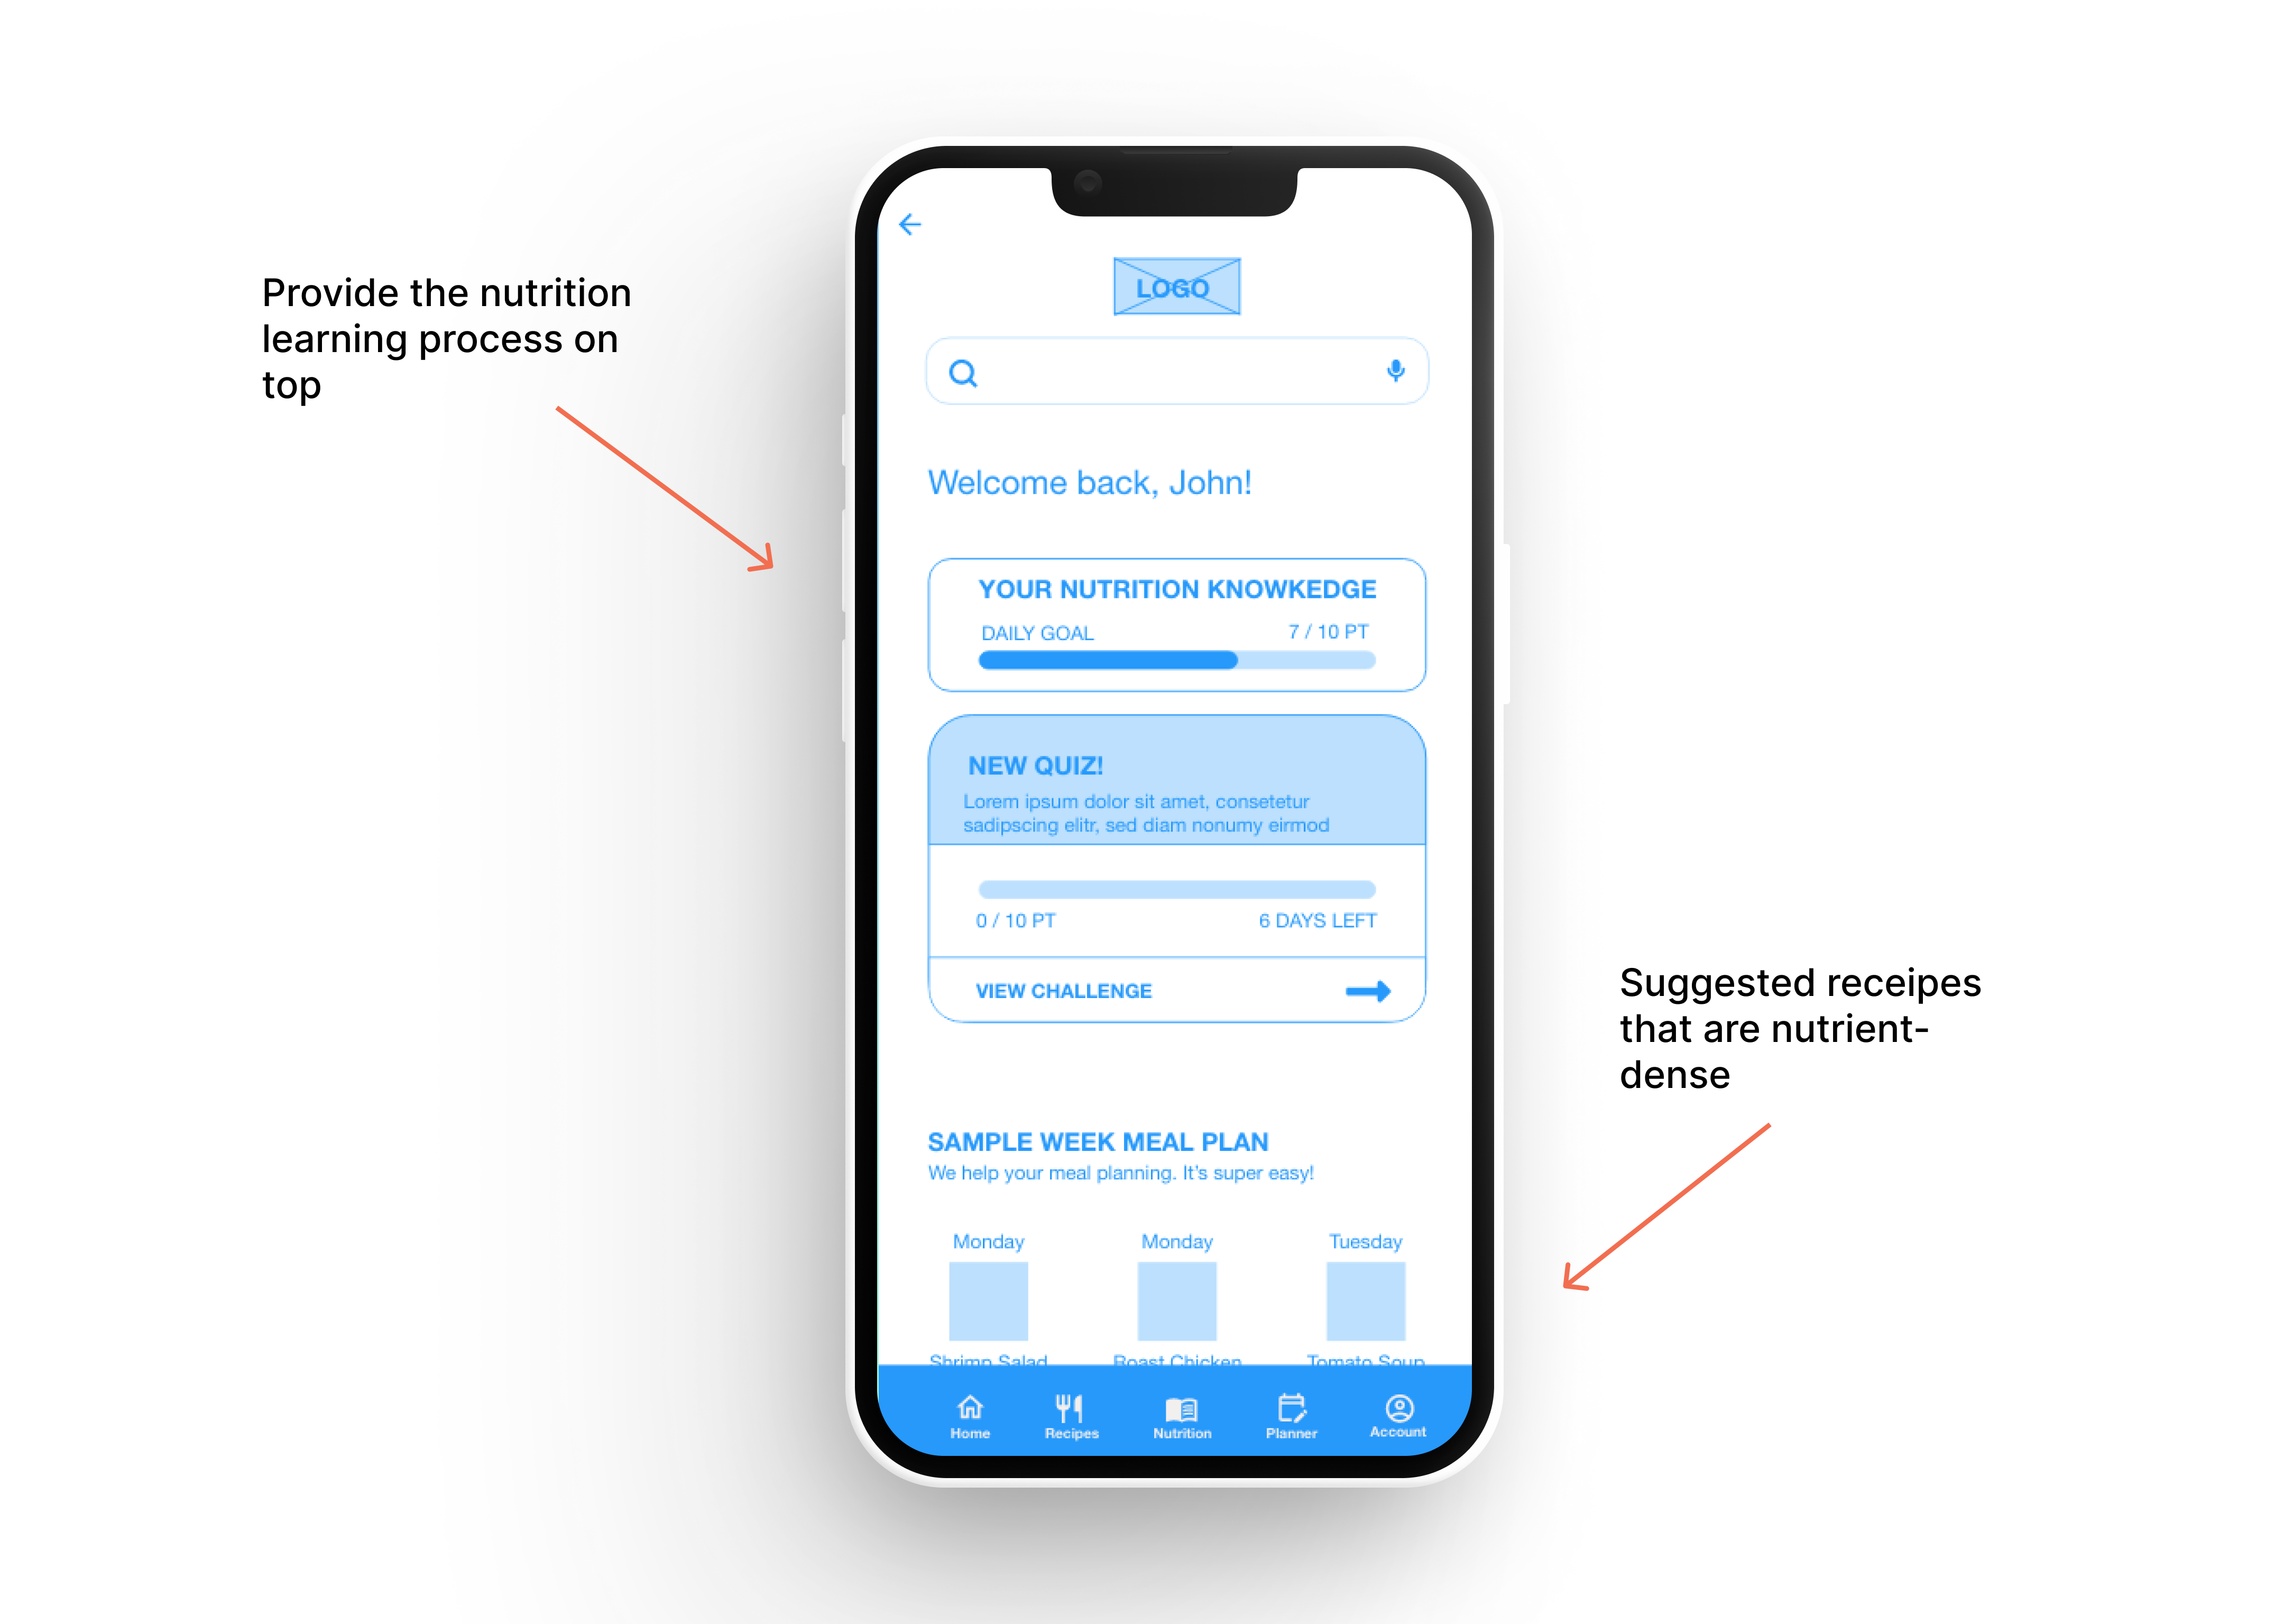 Provide the nutrition
learning process on
top
LOGO
Welcome back, John!
YOUR NUTRITION KNOWKEDGE
DAILY GOAL 7 / 10 PT
NEW QUIZ!
Lorem ipsum dolor sit amet, consetetur
sadipscing elitr, sed diam nonumy eirmod
0 / 10 PT 6 DAYS LEFT
VIEW CHALLENGE
Suggested receipes
that are nutrient-
dense
SAMPLE WEEK MEAL PLAN
We help your meal planning. It's super easy!
Monday Monday Tuesday
Shrimp Salad Roast Chicken Tomato Soup
Home Recipes Nutrition Planner Account